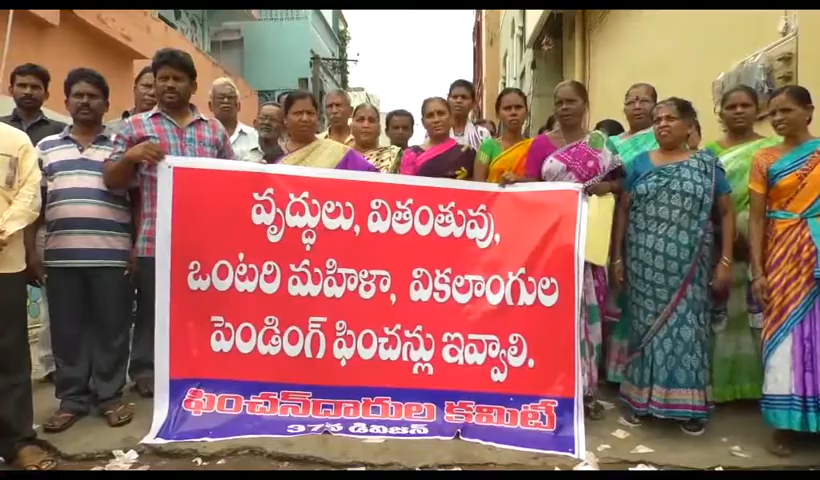 వృద్ధులు, వితంతువు,
ఒంటరి మహిళా, వికలాంగుల
పెండింగ్ ఫించన్లు ఇవ్వాలి.
ఫించన్‌దారుల కమిటీ
37వ డివిజన్